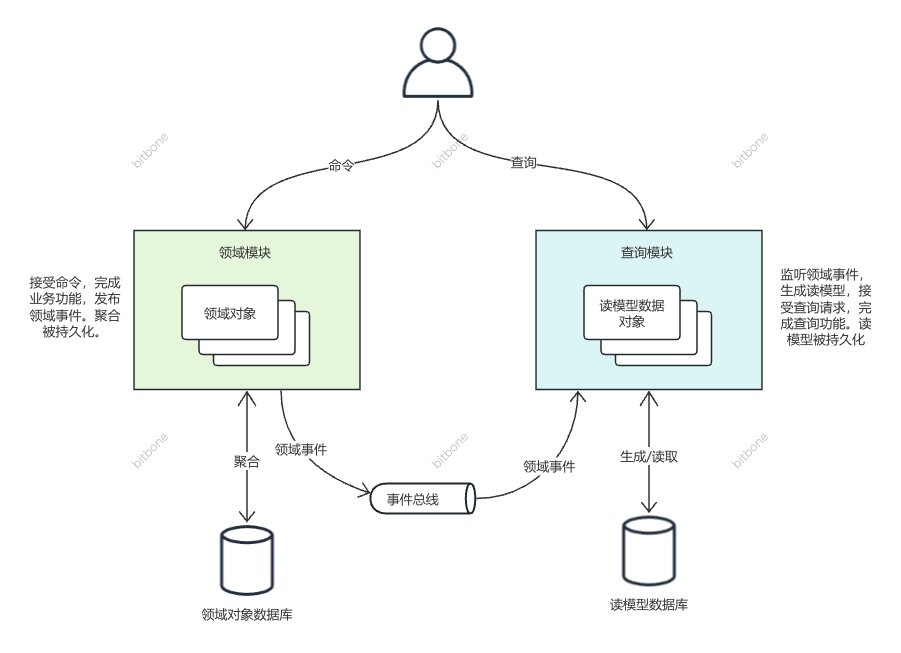 bitbone
bitbone
bitbone
命令
查询
领域模块
查询模块
接受命令，完成
业务功能，发布
领域事件。聚合
被持久化。
领域对象
读模型数据
对象
监听领域事件，
生成读模型，接
受查询请求，完
成查询功能。读
模型被持久化
bitbone
bitbone
bitbone
聚合
领域事件
领域事件
生成/读取
事件总线
领域对象数据库
读模型数据库